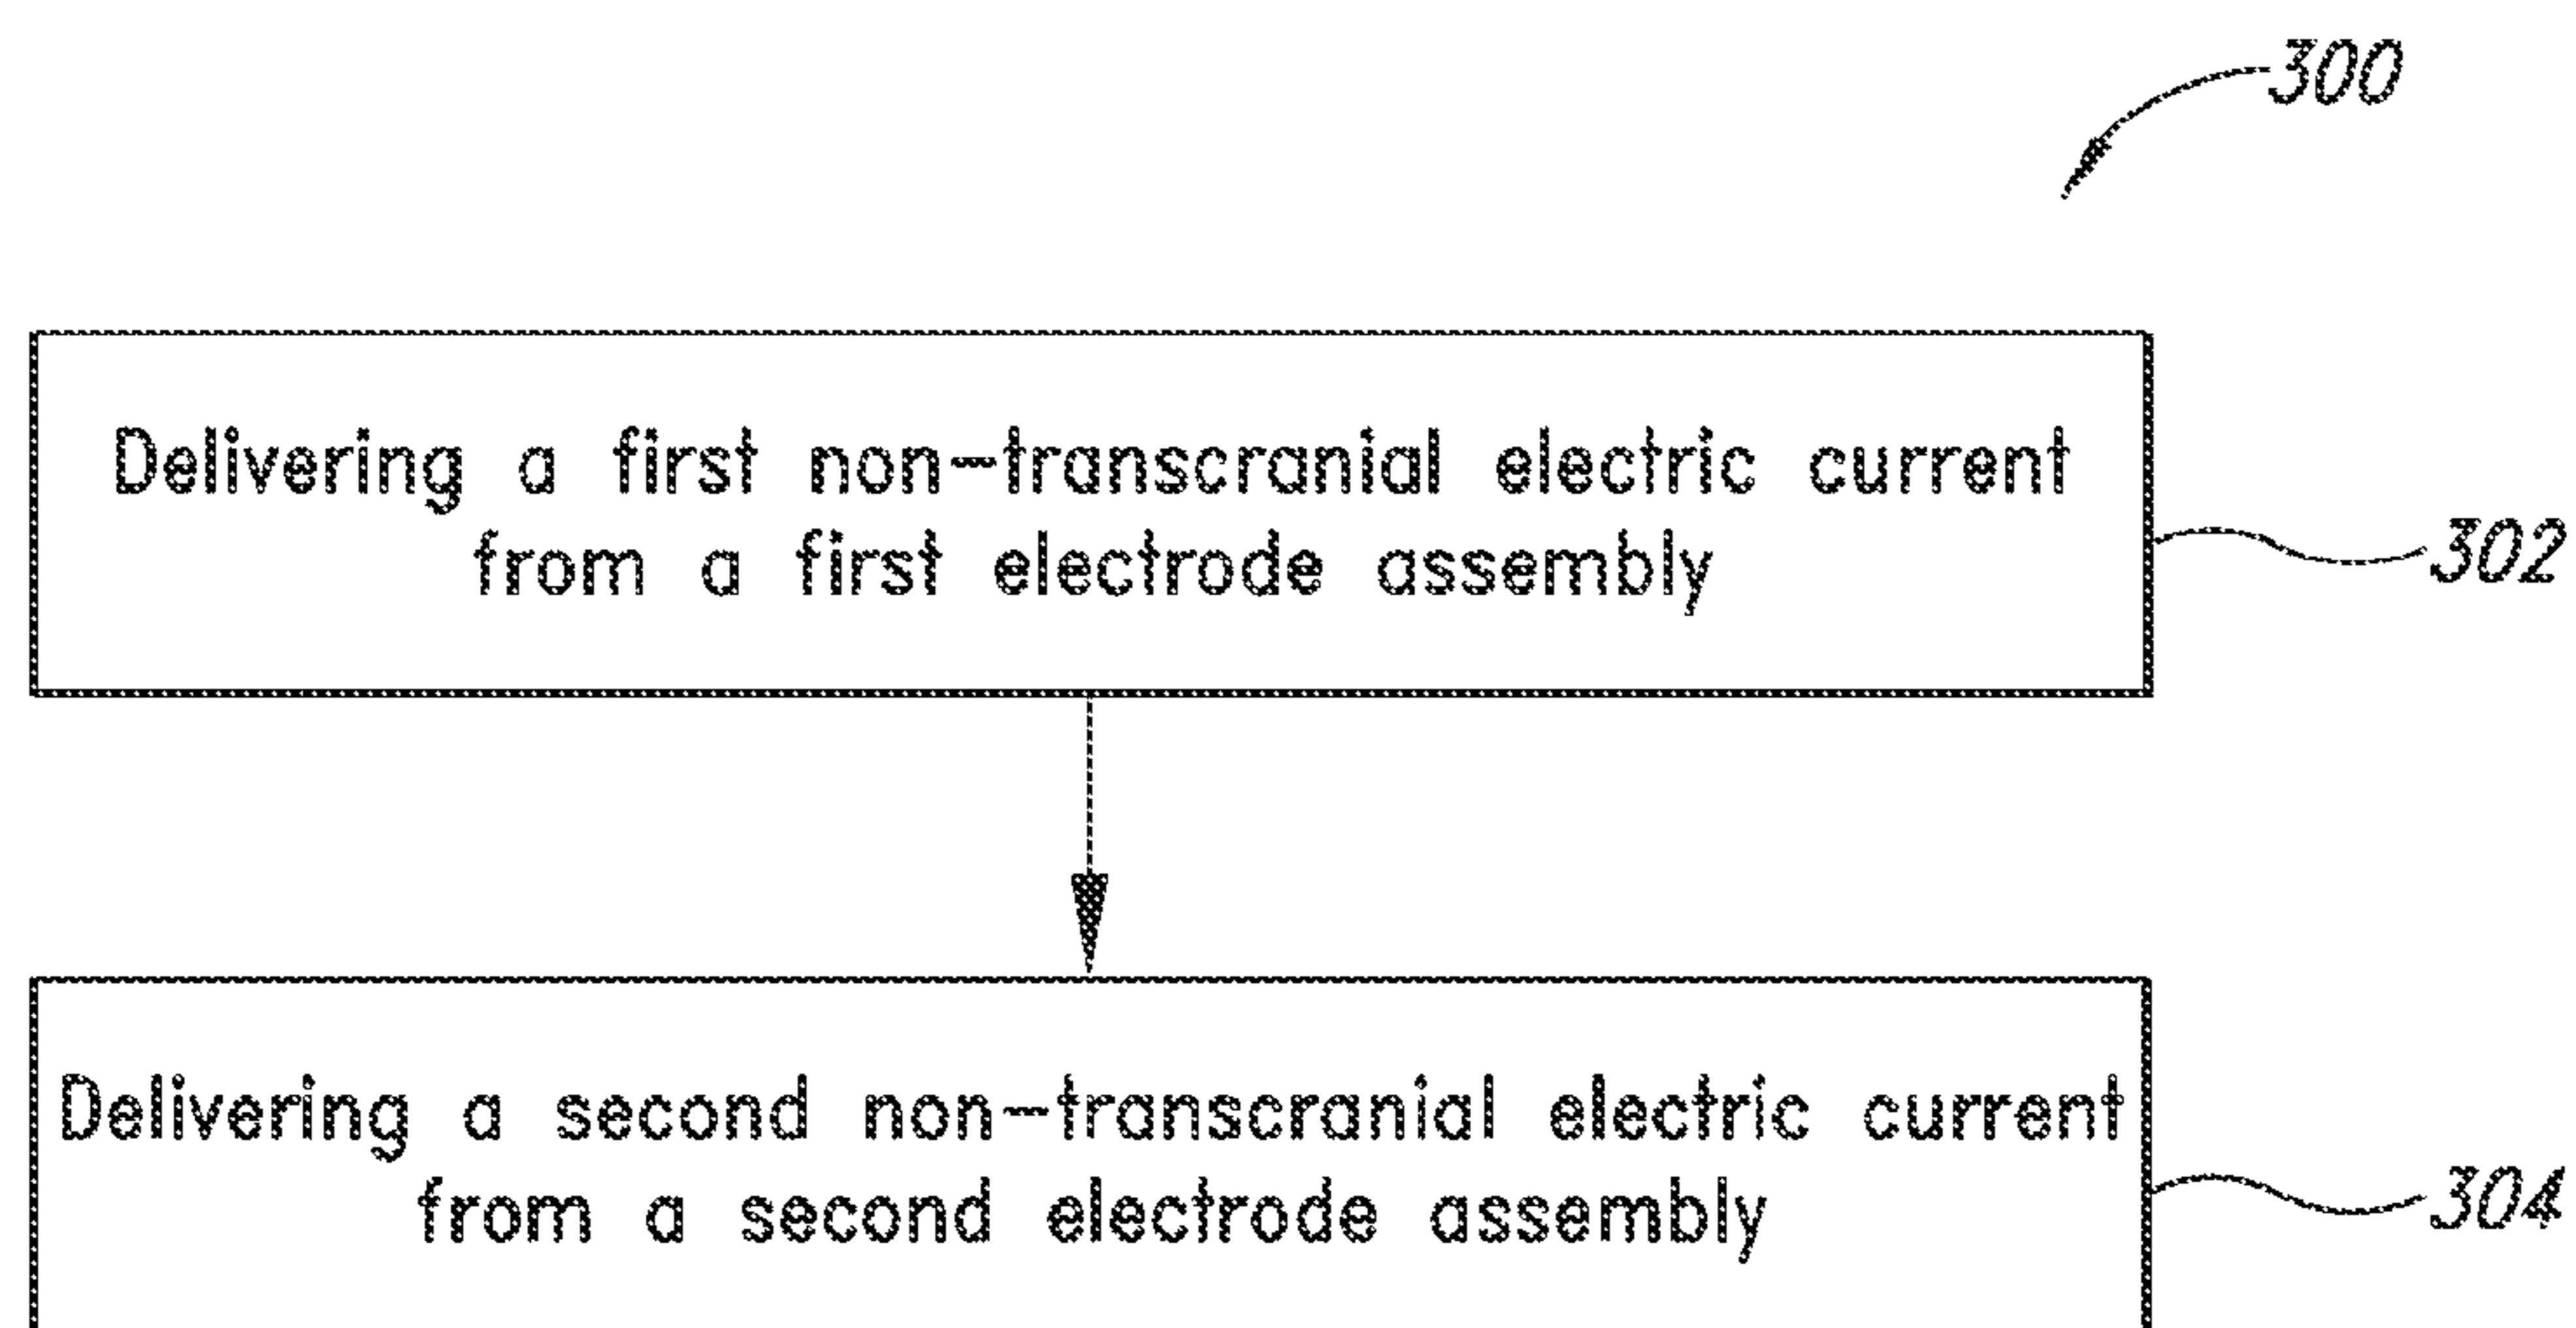 300
Delivering a first non-transcranial electric current
from a first electrode assembly
302
Delivering a second non-transcranial electric current
from a second electrode assembly
304